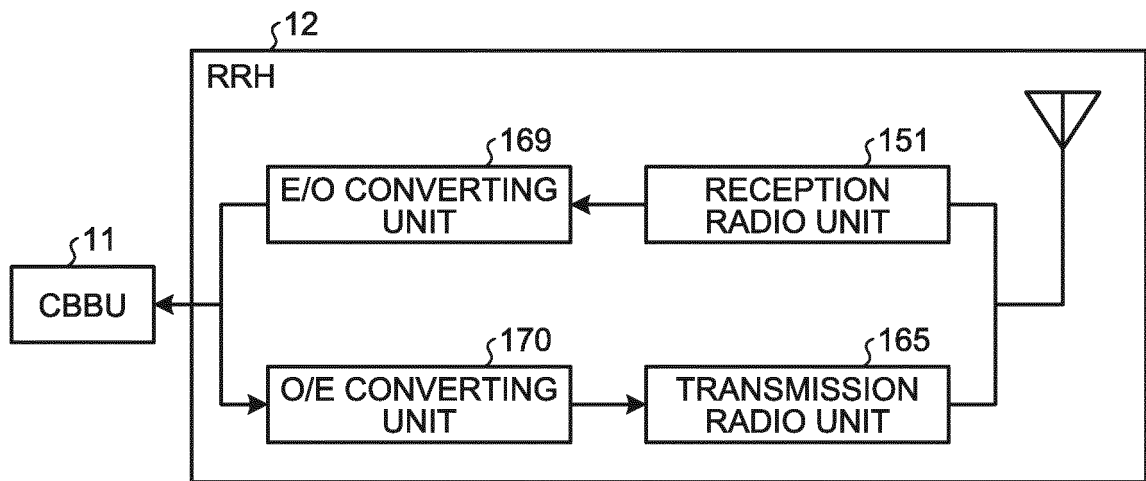 12
RRH
169
151
E/O CONVERTING
UNIT
RECEPTION
RADIO UNIT
11
CBBU
170
165
O/E CONVERTING
UNIT
TRANSMISSION
RADIO UNIT